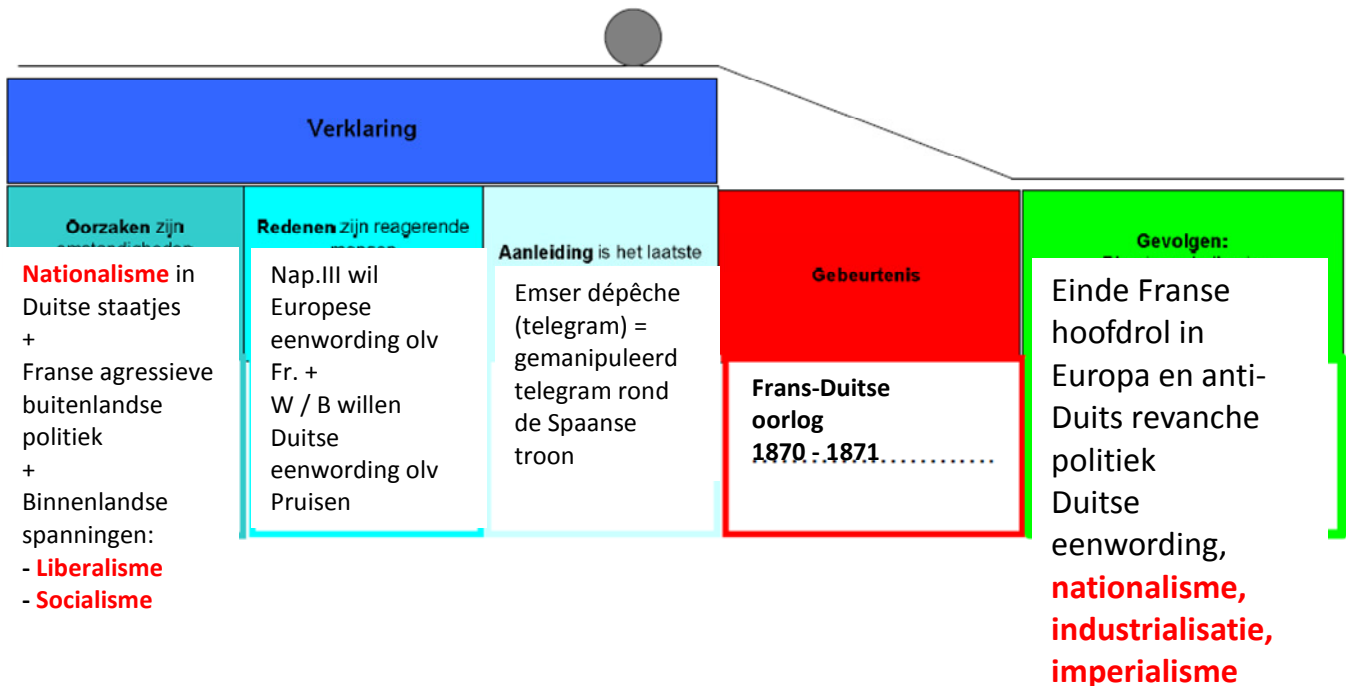 Verklaring
Oorzaken zijn
Nationalisme in
Duitse staatjes
+
Franse agressieve
buitenlandse
politiek
+
Binnenlandse
spanningen:
- Liberalisme
- Socialisme
Redenen zijn reagerende
Nap.III wil
Europese
eenwording olv
Fr. +
W / B willen
Duitse
eenwording olv
Pruisen
Aanleiding is het laatste
Emser dépêche
(telegram) =
gemanipuleerd
telegram rond
de Spaanse
troon
Gebeurtenis
Frans-Duitse
oorlog
1870 - 1871
Gevolgen:
Einde Franse
hoofdrol in
Europa en anti-
Duits revanche
politiek
Duitse
eenwording,
nationalisme,
industrialisatie,
imperialisme